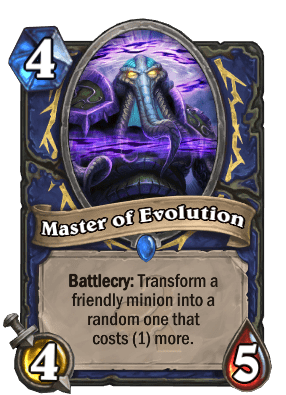 4
Master of Evolution
Battlecry: Transform a
friendly minion into a
random one that
costs (1) more.
4
5